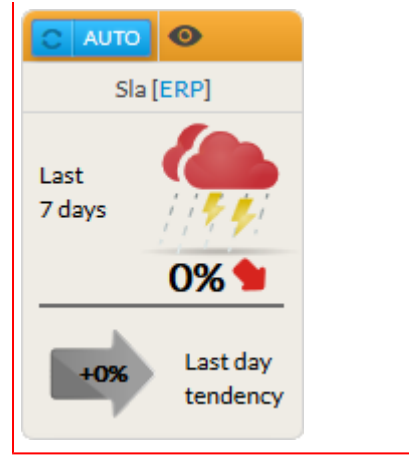 AUTO
Sla [ERP]
Last
7 days
0%
+0%
Last day
tendency